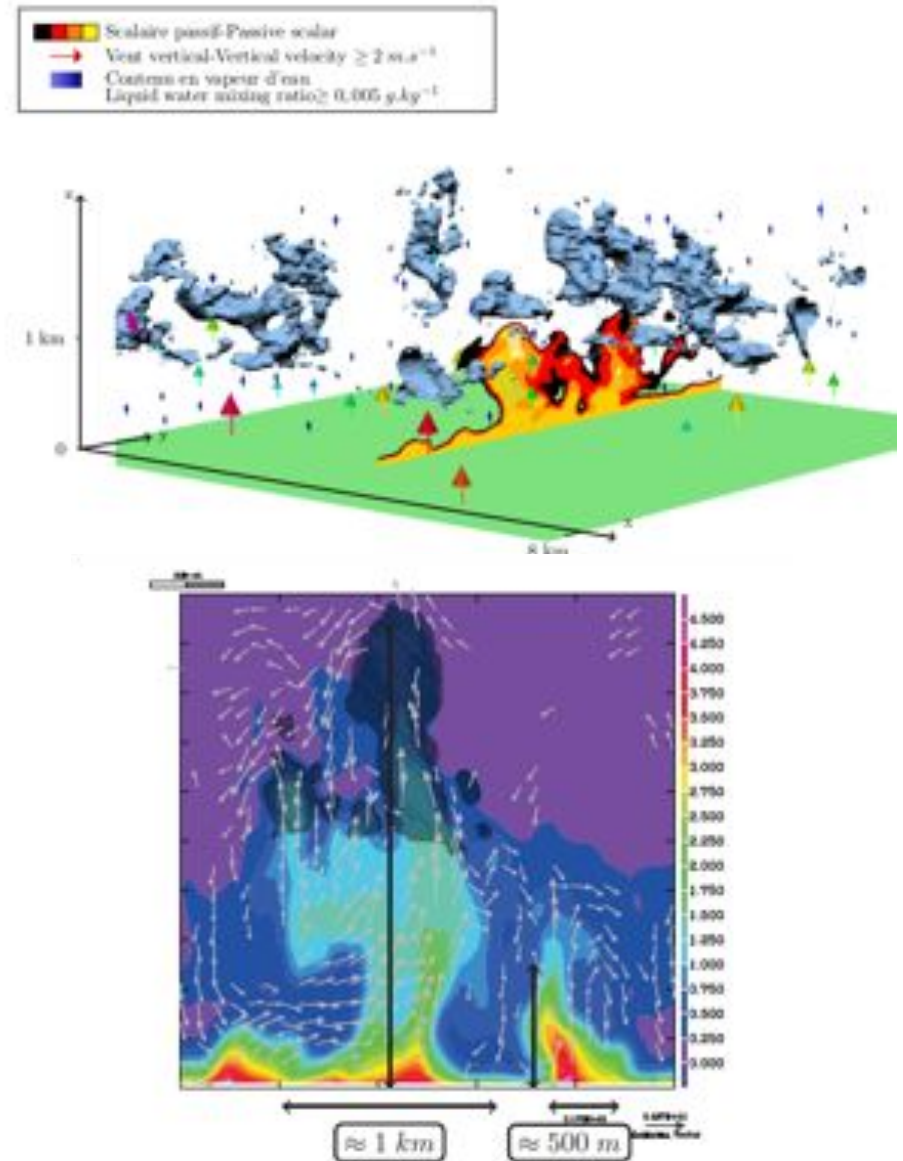 Scalaire passif-Passive scalar
Vent vertical-Vertical velocity ≥ 2 m.s⁻¹
Contenu en vapeur d'eau
Liquid water mixing ratio≥ 0,005 g.kg⁻¹
z
1 km
0
y
x
8 km
4.500
4.250
4.000
3.750
3.500
3.250
3.000
2.750
2.500
2.250
2.000
1.750
1.500
1.250
1.000
0.750
0.500
0.250
0.000
≈ 1 km
≈ 500 m